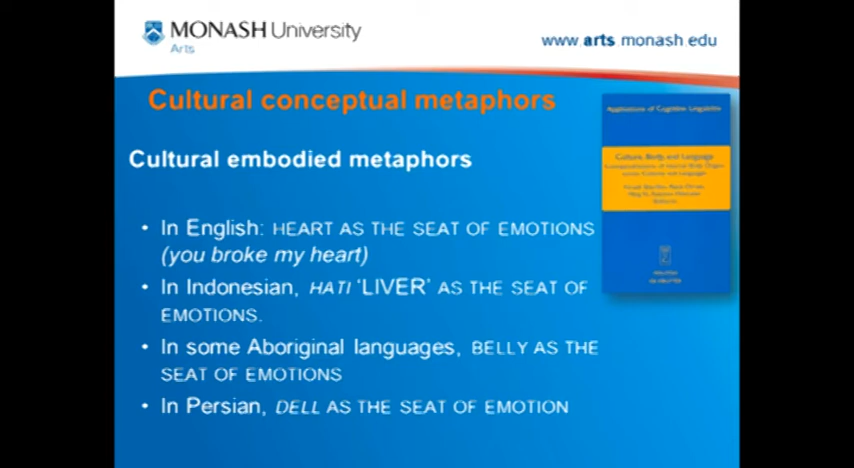 MONASH University
Arts
www arts monash edu
Cultural conceptual metaphors
Applications of Cognitive Linguistics
Culture, Body, and Language
Cultural embodied metaphors
• In English: HEART AS THE SEAT OF EMOTIONS
(you broke my heart)
• In Indonesian, HATI ‘LIVER’ AS THE SEAT OF
EMOTIONS.
• In some Aboriginal languages, BELLY AS THE
SEAT OF EMOTIONS
• In Persian, DELL AS THE SEAT OF EMOTION